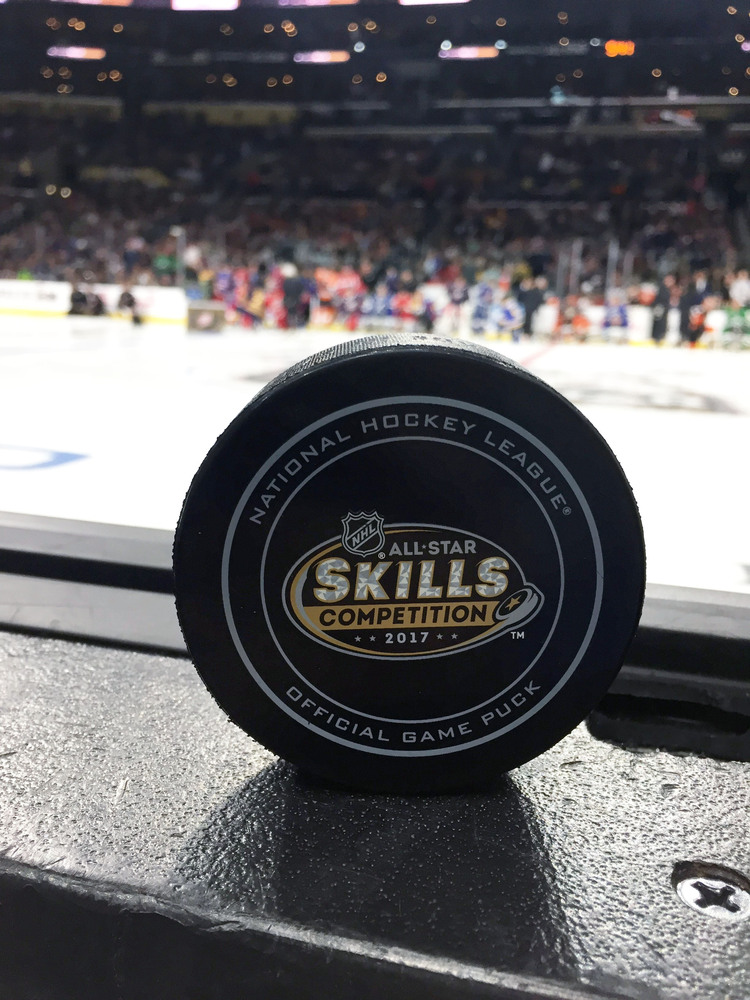 NATIONAL HOCKEY LEAGUE®
NHL
® ALL★STAR
SKILLS
COMPETITION
★★ 2017 ★★
TM
OFFICIAL GAME PUCK